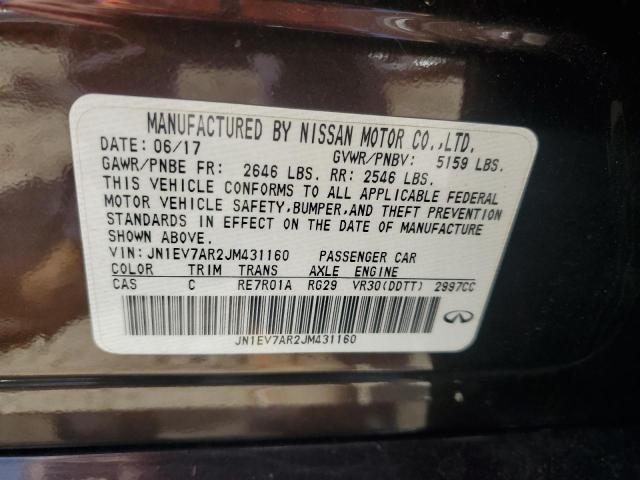 MANUFACTURED BY NISSAN MOTOR CO.,LTD.
DATE: 06/17 GVWR/PNBV: 5159 LBS.
GAWR/PNBE FR: 2646 LBS. RR: 2546 LBS.
THIS VEHICLE CONFORMS TO ALL APPLICABLE FEDERAL
MOTOR VEHICLE SAFETY,BUMPER,AND THEFT PREVENTION
STANDARDS IN EFFECT ON THE DATE OF MANUFACTURE
SHOWN ABOVE.
VIN: JN1EV7AR2JM431160 PASSENGER CAR
COLOR TRIM TRANS AXLE ENGINE
CAS C RE7R01A RG29 VR30(DDTT) 2997CC
JN1EV7AR2JM431160